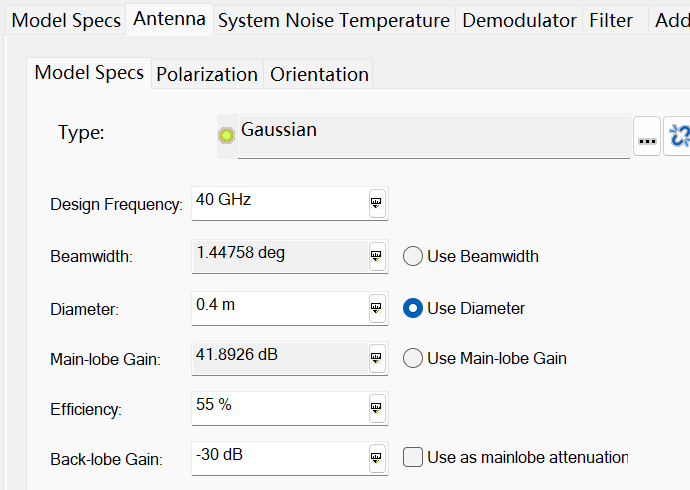 Model Specs Antenna System Noise Temperature Demodulator Filter Add
Model Specs Polarization Orientation
Type: Gaussian ...
Design Frequency: 40 GHz
Beamwidth: 1.44758 deg Use Beamwidth
Diameter: 0.4 m Use Diameter
Main-lobe Gain: 41.8926 dB Use Main-lobe Gain
Efficiency: 55 %
Back-lobe Gain: -30 dB Use as mainlobe attenuation